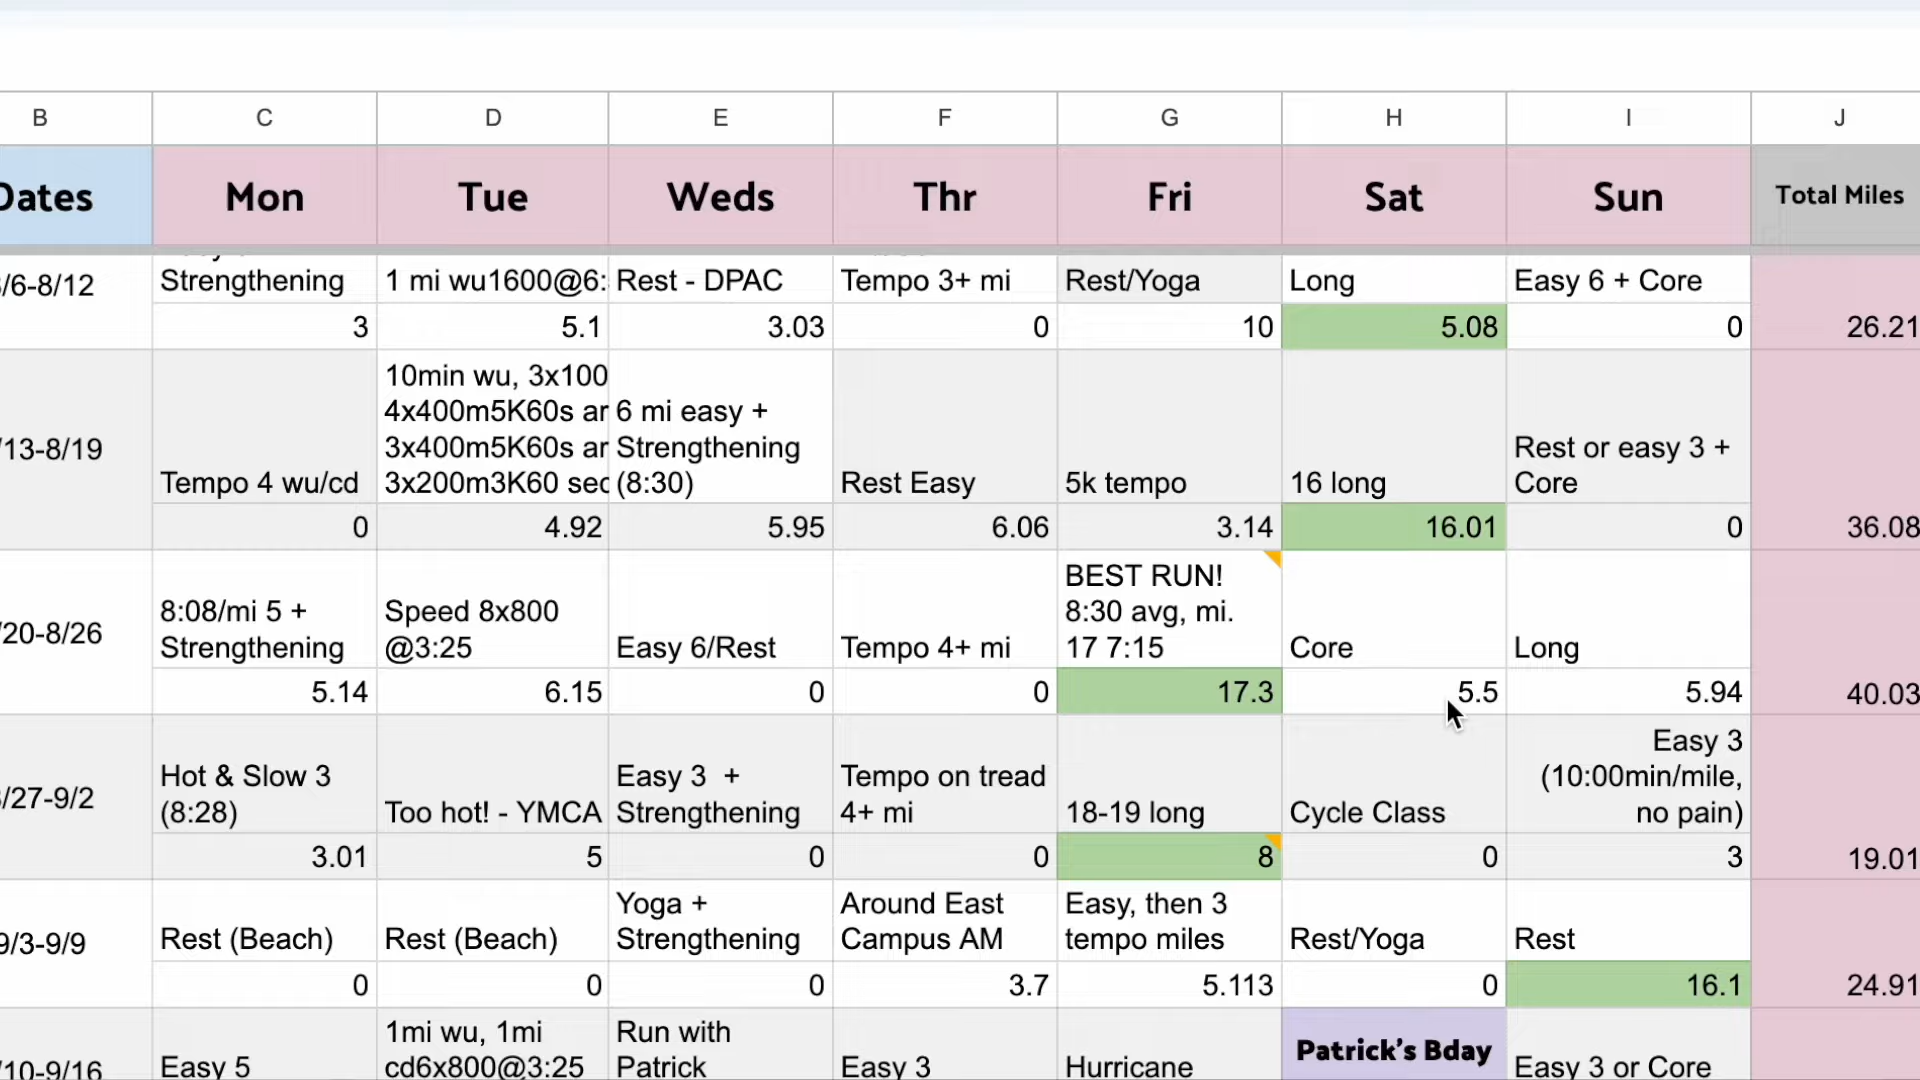 B C D E F G H I J
Dates Mon Tue Weds Thr Fri Sat Sun Total Miles
/6-8/12 Strengthening 1 mi wu1600@6: Rest - DPAC Tempo 3+ mi Rest/Yoga Long Easy 6 + Core
3 5.1 3.03 0 10 5.08 0 26.21
10min wu, 3x100
4x400m5K60s ar 6 mi easy +
/13-8/19 3x400m5K60s ar Strengthening Rest or easy 3 +
Tempo 4 wu/cd 3x200m3K60 sec (8:30) Rest Easy 5k tempo 16 long Core
0 4.92 5.95 6.06 3.14 16.01 0 36.08
BEST RUN!
8:08/mi 5 + Speed 8x800 8:30 avg, mi.
/20-8/26 Strengthening @3:25 Easy 6/Rest Tempo 4+ mi 17 7:15 Core Long
5.14 6.15 0 0 17.3 5.5 5.94 40.03
Easy 3
Hot & Slow 3 Easy 3 + Tempo on tread (10:00min/mile,
/27-9/2 (8:28) Too hot! - YMCA Strengthening 4+ mi 18-19 long Cycle Class no pain)
3.01 5 0 0 8 0 3 19.01
Yoga + Around East Easy, then 3
9/3-9/9 Rest (Beach) Rest (Beach) Strengthening Campus AM tempo miles Rest/Yoga Rest
0 0 0 3.7 5.113 0 16.1 24.91
1mi wu, 1mi Run with Patrick's Bday
/10-9/16 Easy 5 cd6x800@3:25 Patrick Easy 3 Hurricane Easy 3 or Core